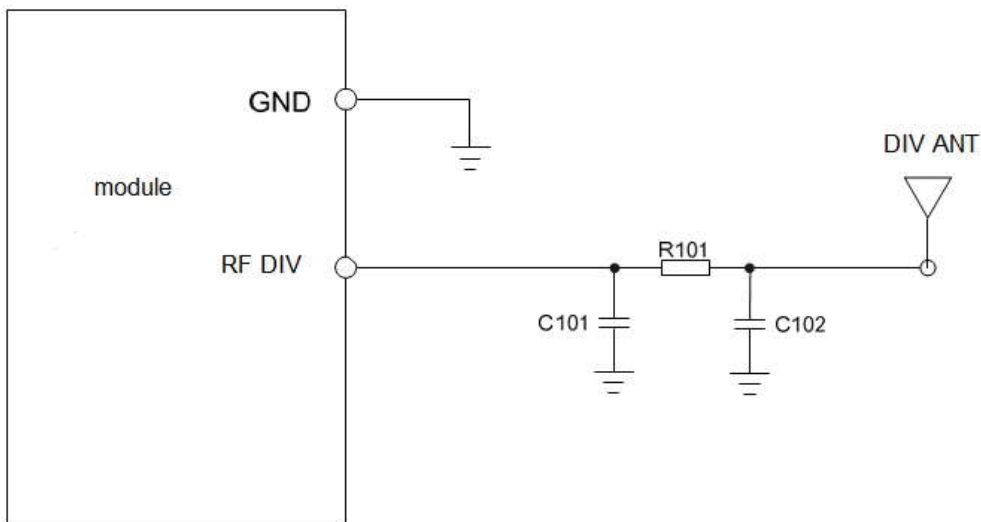 GND
DIV ANT
module
R101
RF DIV
C101
C102